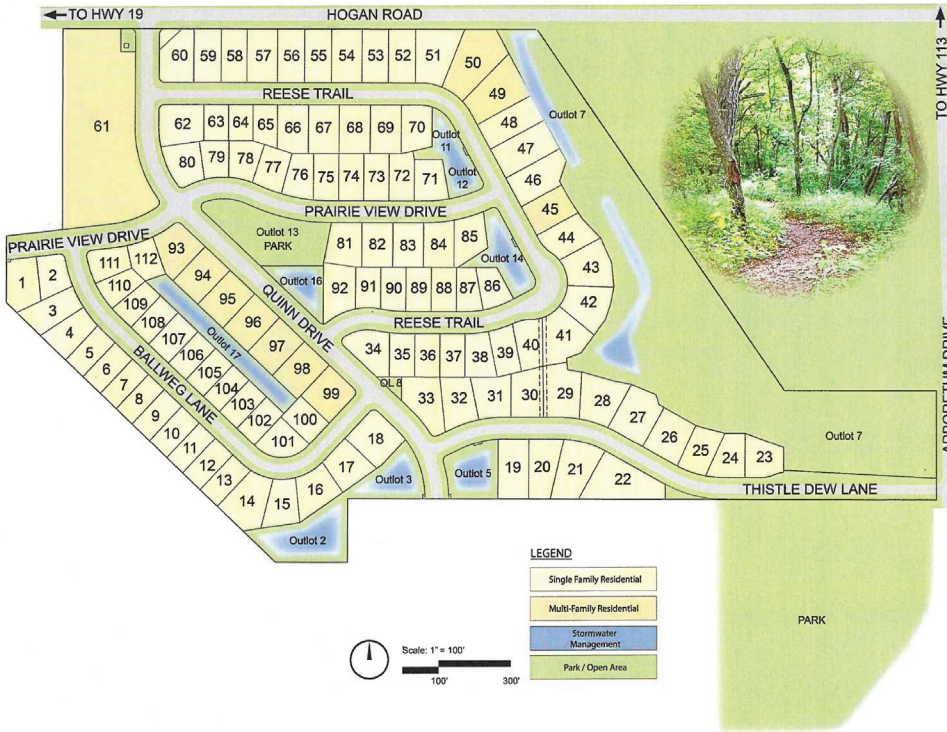 TO HWY 19
HOGAN ROAD
TO HWY 113
60 59 58 57 56 55 54 53 52 51 50
REESE TRAIL
49
Outlot 7
61
62 63 64 65 66 67 68 69 70
Outlot
11
48
47
80 79 78 77 76 75 74 73 72 71
Outlot
12
46
PRAIRIE VIEW DRIVE
45
Outlot 13
PARK
81 82 83 84 85
44
PRAIRIE VIEW DRIVE
93
Outlot 14
43
111 112
94
Outlot 16
92 91 90 89 88 87 86
42
1 2
110
95
QUINN DRIVE
3
109
96
REESE TRAIL
41
ARBORETUM DRIVE
4
108
Outlot 17
97
34 35 36 37 38 39 40
5
107
98
6
106
99
OL 8
7
105
33 32 31 30 29 28
8
104
BALLWEG LANE
9
103
100
27
10
102
26
11
101
18
25 24 23
Outlot 7
12
17
Outlot 3
Outlot 5
19 20 21 22
13
16
THISTLE DEW LANE
14 15
Outlot 2
LEGEND
Single Family Residential
Multi-Family Residential
Stormwater
Management
Park / Open Area
PARK
Scale: 1" = 100'
100' 300'